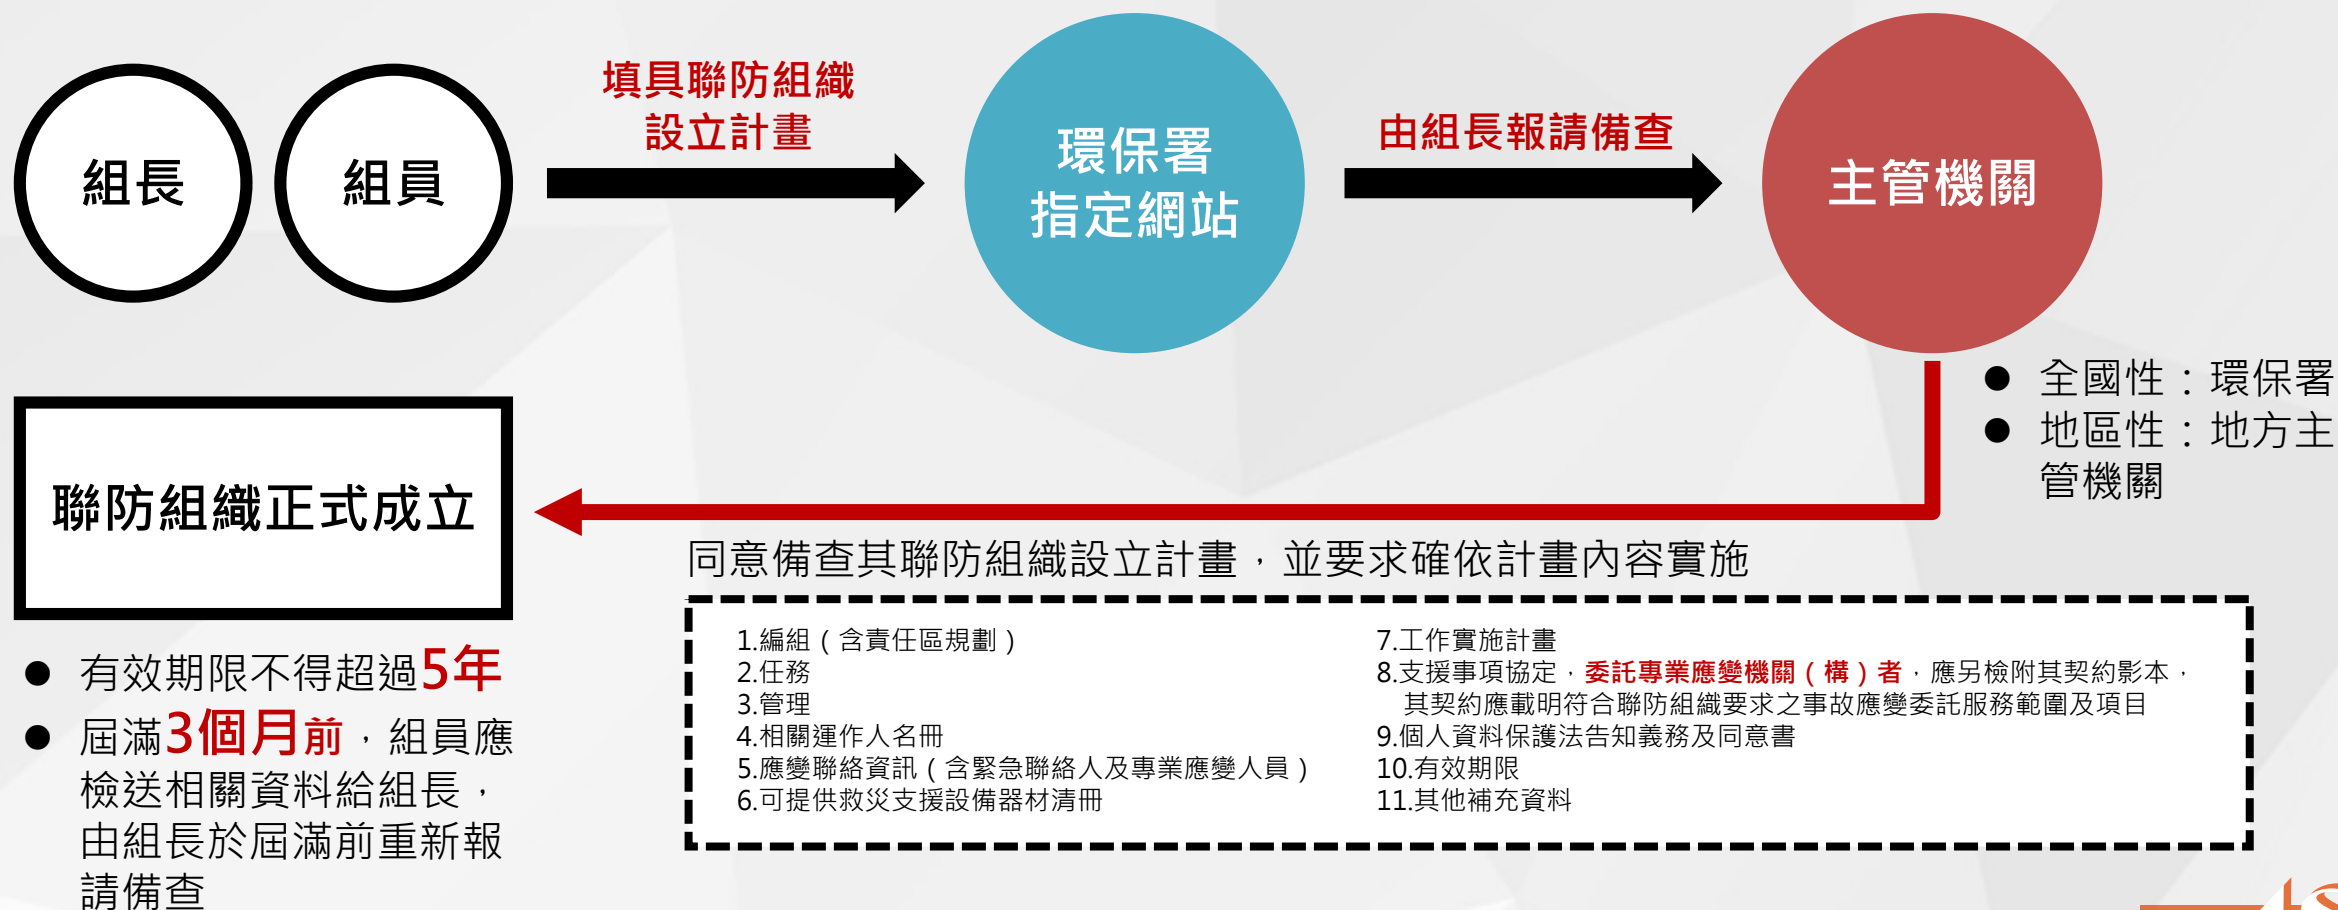 組長
組員
填具聯防組織
設立計畫
環保署
指定網站
由組長報請備查
主管機關
● 全國性：環保署
● 地區性：地方主
管機關
聯防組織正式成立
同意備查其聯防組織設立計畫，並要求確依計畫內容實施
● 有效期限不得超過5年
● 屆滿3個月前，組員應
檢送相關資料給組長，
由組長於屆滿前重新報
請備查
1.編組（含責任區規劃）
2.任務
3.管理
4.相關運作人名冊
5.應變聯絡資訊（含緊急聯絡人及專業應變人員）
6.可提供救災支援設備器材清冊
7.工作實施計畫
8.支援事項協定，委託專業應變機關（構）者，應另檢附其契約影本，
其契約應載明符合聯防組織要求之事故應變委託服務範圍及項目
9.個人資料保護法告知義務及同意書
10.有效期限
11.其他補充資料